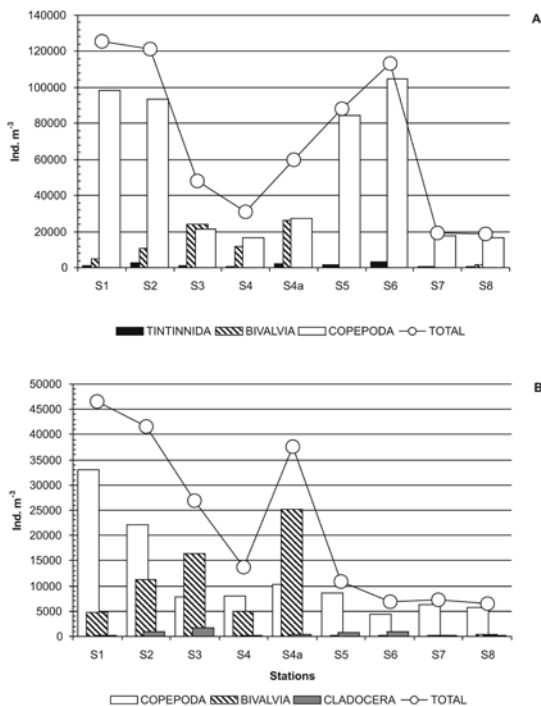 A
140000
120000
100000
80000
60000
40000
20000
0
Ind. m⁻³
S1 S2 S3 S4 S4a S5 S6 S7 S8
TINTINNIDA BIVALVIA COPEPODA TOTAL
B
50000
45000
40000
35000
30000
25000
20000
15000
10000
5000
0
Ind. m⁻³
S1 S2 S3 S4 S4a S5 S6 S7 S8
Stations
COPEPODA BIVALVIA CLADOCERA TOTAL